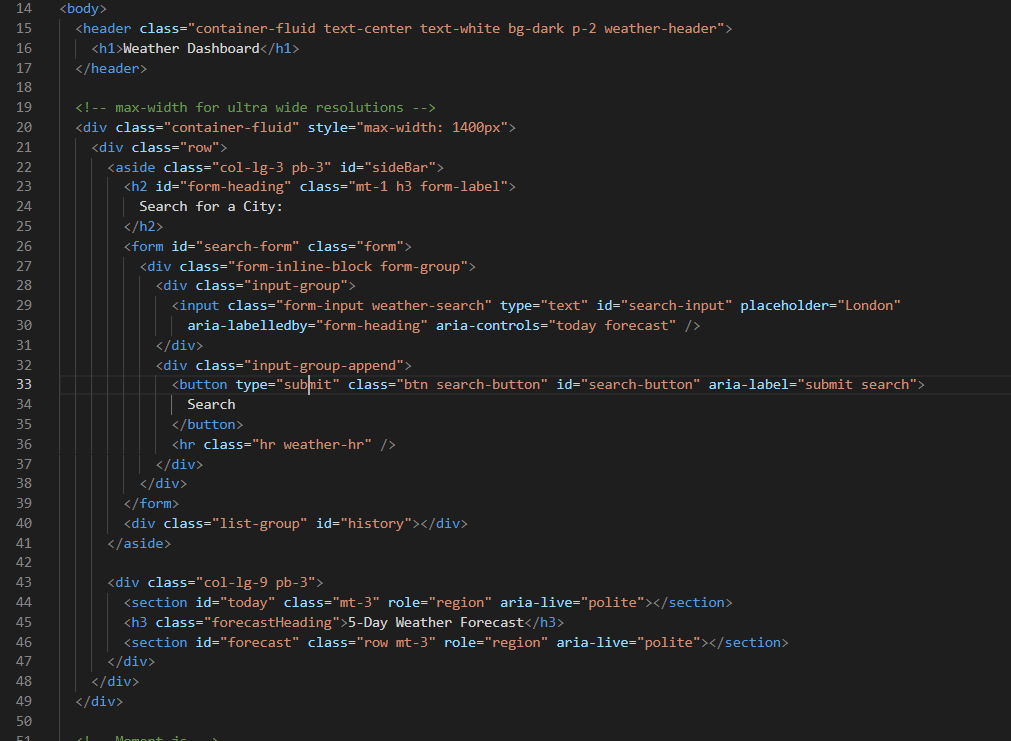 14 <body>
15 <header class="container-fluid text-center text-white bg-dark p-2 weather-header">
16 <h1>Weather Dashboard</h1>
17 </header>
18
19 <!-- max-width for ultra wide resolutions -->
20 <div class="container-fluid" style="max-width: 1400px">
21 <div class="row">
22 <aside class="col-lg-3 pb-3" id="sideBar">
23 <h2 id="form-heading" class="mt-1 h3 form-label">
24 Search for a City:
25 </h2>
26 <form id="search-form" class="form">
27 <div class="form-inline-block form-group">
28 <div class="input-group">
29 <input class="form-input weather-search" type="text" id="search-input" placeholder="London"
30 aria-labelledby="form-heading" aria-controls="today forecast" />
31 </div>
32 <div class="input-group-append">
33 <button type="submit" class="btn search-button" id="search-button" aria-label="submit search">
34 Search
35 </button>
36 <hr class="hr weather-hr" />
37 </div>
38 </div>
39 </form>
40 <div class="list-group" id="history"></div>
41 </aside>
42
43 <div class="col-lg-9 pb-3">
44 <section id="today" class="mt-3" role="region" aria-live="polite"></section>
45 <h3 class="forecastHeading">5-Day Weather Forecast</h3>
46 <section id="forecast" class="row mt-3" role="region" aria-live="polite"></section>
47 </div>
48 </div>
49 </div>
50
51 <!-- Moment.js -->